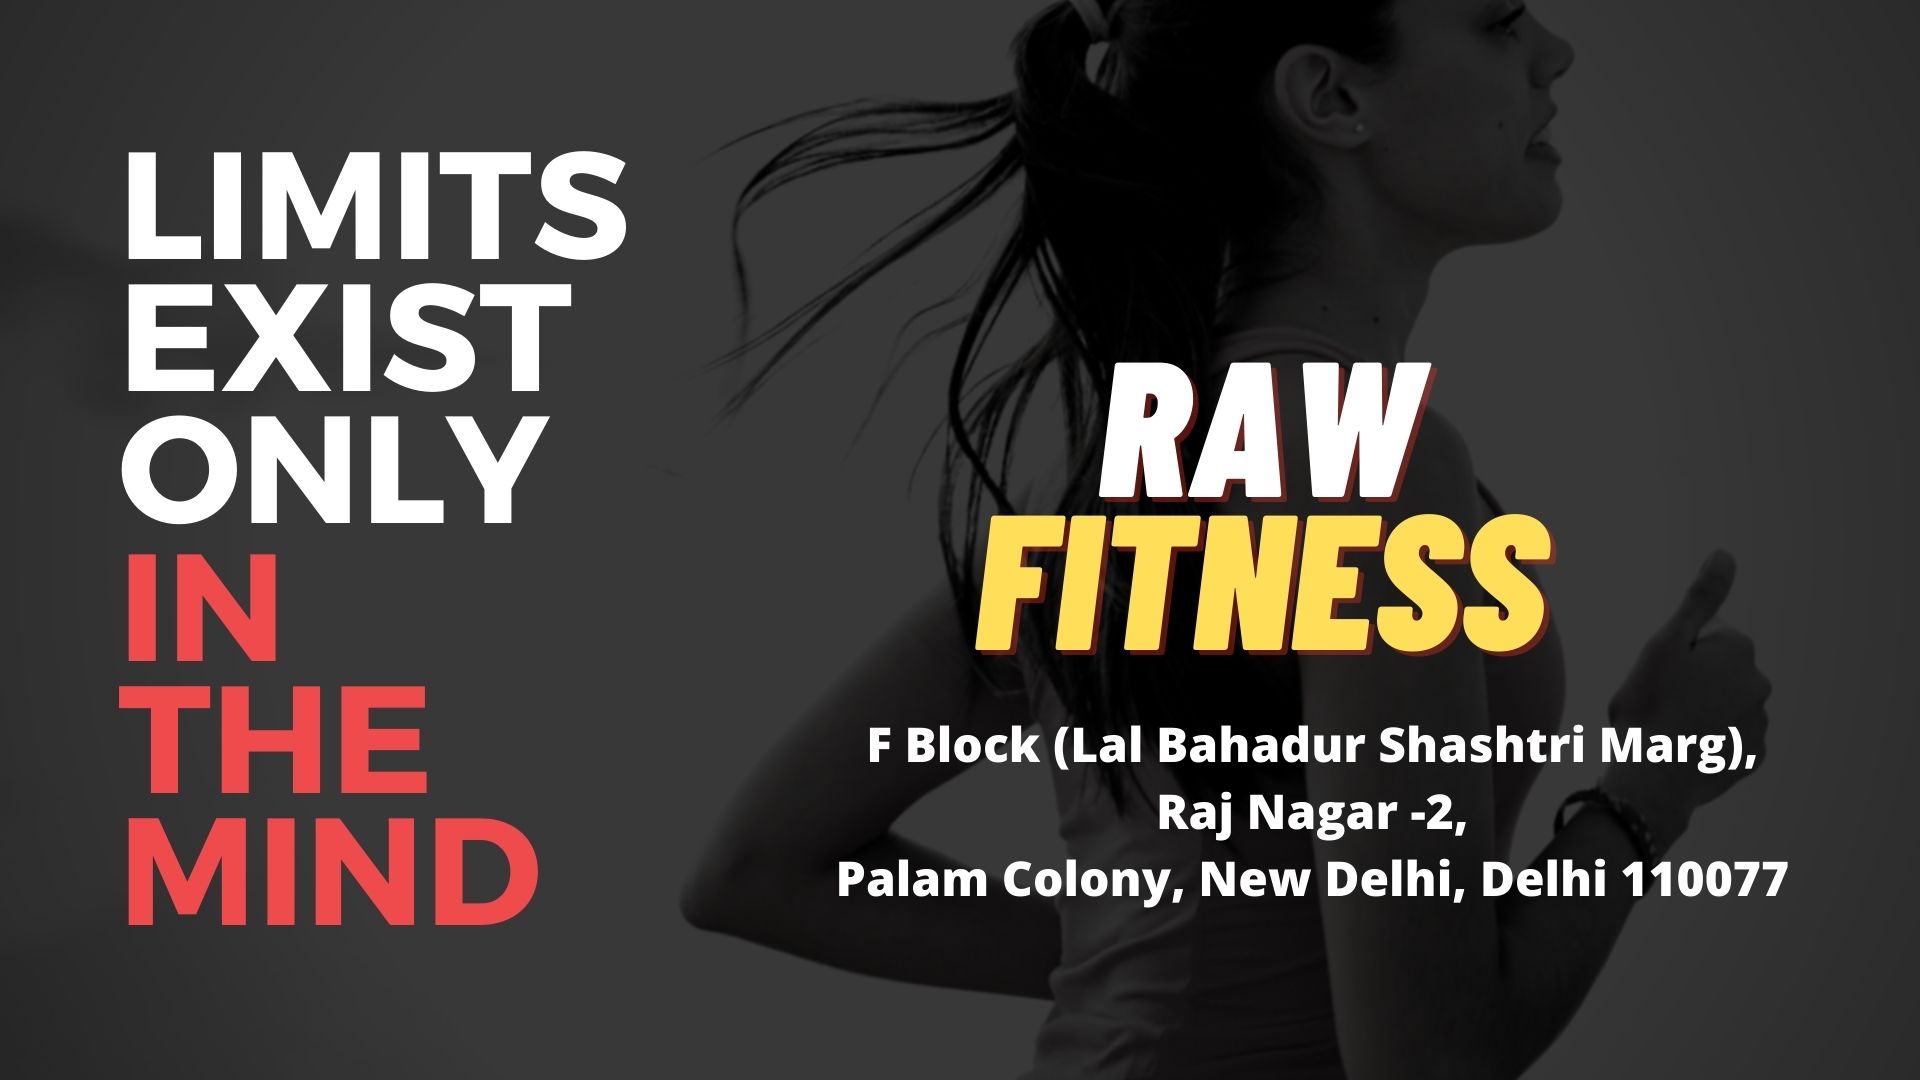 LIMITS
EXIST
ONLY
IN
THE
MIND
RAW
FITNESS
F Block (Lal Bahadur Shashtri Marg),
Raj Nagar -2,
Palam Colony, New Delhi, Delhi 110077